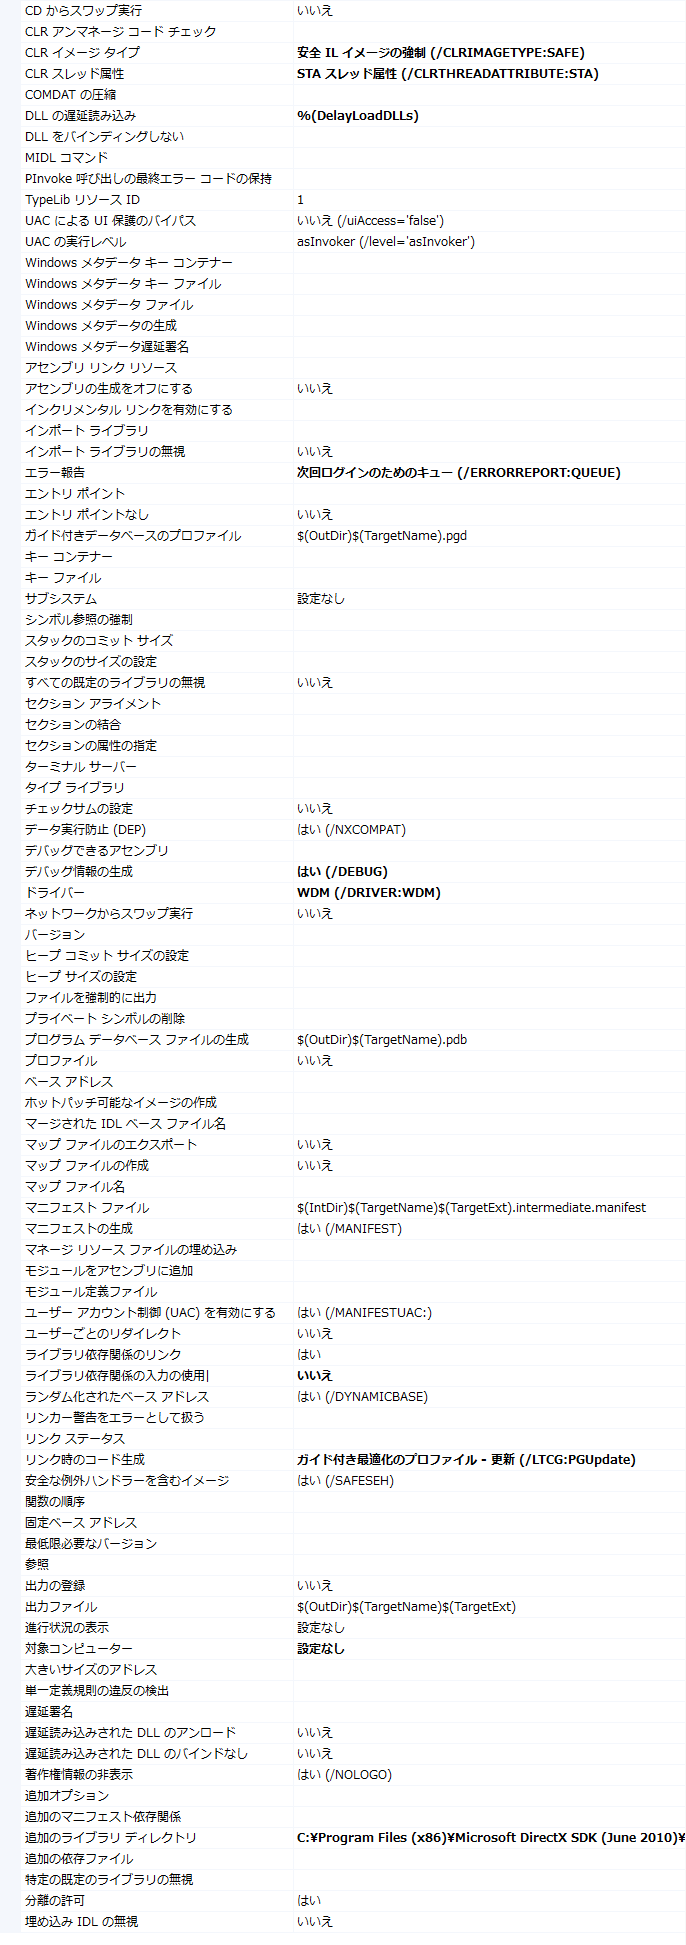 CD からスワップ実行 いいえ
CLR アンマネージ コード チェック
CLR イメージ タイプ 安全 IL イメージの強制 (/CLRIMAGETYPE:SAFE)
CLR スレッド属性 STA スレッド属性 (/CLRTHREADATTRIBUTE:STA)
COMDAT の圧縮
DLL の遅延読み込み %(DelayLoadDLLs)
DLL をバインディングしない
MIDL コマンド
PInvoke 呼び出しの最終エラー コードの保持
TypeLib リソース ID 1
UAC による UI 保護のバイパス いいえ (/uiAccess='false')
UAC の実行レベル asInvoker (/level='asInvoker')
Windows メタデータ キー コンテナー
Windows メタデータ キー ファイル
Windows メタデータ ファイル
Windows メタデータの生成
Windows メタデータ遅延署名
アセンブリ リンク リソース
アセンブリの生成をオフにする いいえ
インクリメンタル リンクを有効にする
インポート ライブラリ
インポート ライブラリの無視 いいえ
エラー報告 次回ログインのためのキュー (/ERRORREPORT:QUEUE)
エントリ ポイント
エントリ ポイントなし いいえ
ガイド付きデータベースのプロファイル $(OutDir)$(TargetName).pgd
キー コンテナー
キー ファイル
サブシステム 設定なし
シンボル参照の強制
スタックのコミット サイズ
スタックのサイズの設定
すべての既定のライブラリの無視 いいえ
セクション アライメント
セクションの結合
セクションの属性の指定
ターミナル サーバー
タイプ ライブラリ
チェックサムの設定 いいえ
データ実行防止 (DEP) はい (/NXCOMPAT)
デバッグできるアセンブリ
デバッグ情報の生成 はい (/DEBUG)
ドライバー WDM (/DRIVER:WDM)
ネットワークからスワップ実行 いいえ
バージョン
ヒープ コミット サイズの設定
ヒープ サイズの設定
ファイルを強制的に出力
プライベート シンボルの削除
プログラム データベース ファイルの生成 $(OutDir)$(TargetName).pdb
プロファイル いいえ
ベース アドレス
ホットパッチ可能なイメージの作成
マージされた IDL ベース ファイル名
マップ ファイルのエクスポート いいえ
マップ ファイルの作成 いいえ
マップ ファイル名
マニフェスト ファイル $(IntDir)$(TargetName)$(TargetExt).intermediate.manifest
マニフェストの生成 はい (/MANIFEST)
マネージ リソース ファイルの埋め込み
モジュールをアセンブリに追加
モジュール定義ファイル
ユーザー アカウント制御 (UAC) を有効にする はい (/MANIFESTUAC:)
ユーザーごとのリダイレクト いいえ
ライブラリ依存関係のリンク はい
ライブラリ依存関係の入力の使用 いいえ
ランダム化されたベース アドレス はい (/DYNAMICBASE)
リンカー警告をエラーとして扱う
リンク ステータス
リンク時のコード生成 ガイド付き最適化のプロファイル - 更新 (/LTCG:PGUpdate)
安全な例外ハンドラーを含むイメージ はい (/SAFESEH)
関数の順序
固定ベース アドレス
最低限必要なバージョン
参照
出力の登録 いいえ
出力ファイル $(OutDir)$(TargetName)$(TargetExt)
進行状況の表示 設定なし
対象コンピューター 設定なし
大きいサイズのアドレス
単一定義規則の違反の検出
遅延署名
遅延読み込みされた DLL のアンロード いいえ
遅延読み込みされた DLL のバインドなし いいえ
著作権情報の非表示 はい (/NOLOGO)
追加オプション
追加のマニフェスト依存関係
追加のライブラリ ディレクトリ C:¥Program Files (x86)¥Microsoft DirectX SDK (June 2010)¥
追加の依存ファイル
特定の既定のライブラリの無視
分離の許可 はい
埋め込み IDL の無視 いいえ